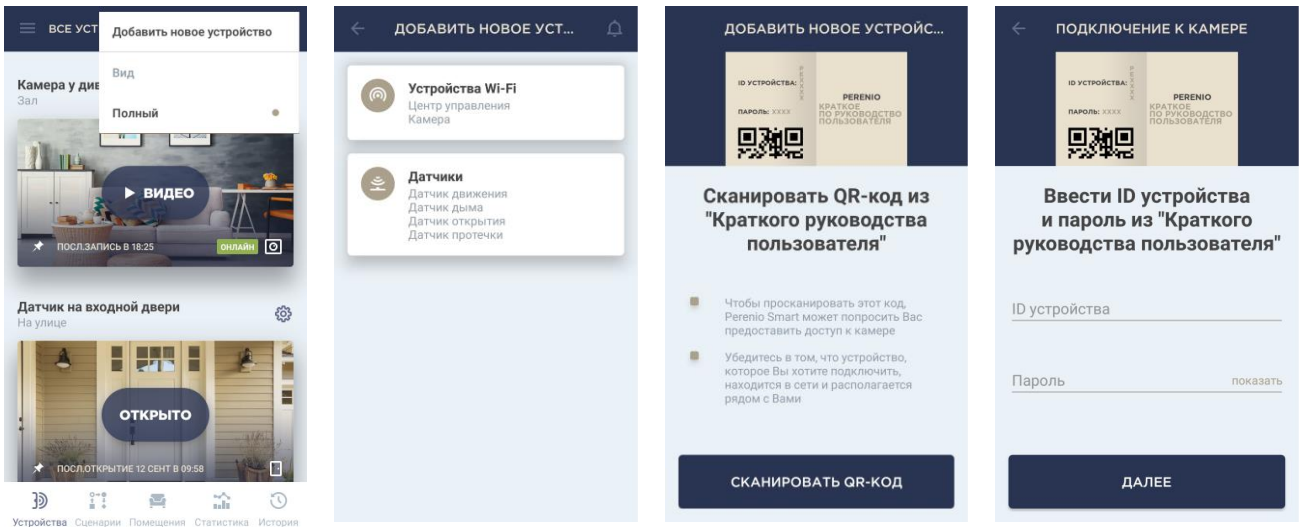 ВСЕ УСТ
Добавить новое устройство
Вид
Полный
Камера у див
Зал
ВИДЕО
ПОСЛ.ЗАПИСЬ В 18:25
ОНЛАЙН
Датчик на входной двери
На улице
ОТКРЫТО
ПОСЛ.ОТКРЫТИЕ 12 СЕНТ В 09:58
Устройства Сценарии Помещения Статистика История
ДОБАВИТЬ НОВОЕ УСТ...
Устройства Wi-Fi
Центр управления
Камера
Датчики
Датчик движения
Датчик дыма
Датчик открытия
Датчик протечки
ДОБАВИТЬ НОВОЕ УСТРОЙС...
ID УСТРОЙСТВА:
XXXXX
ПАРОЛЬ: XXXX
PERENIO
КРАТКОЕ
ПО РУКОВОДСТВО
ПОЛЬЗОВАТЕЛЯ
Сканировать QR-код из
"Краткого руководства
пользователя"
Чтобы просканировать этот код,
Perenio Smart может попросить Вас
предоставить доступ к камере
Убедитесь в том, что устройство,
которое Вы хотите подключить,
находится в сети и располагается
рядом с Вами
СКАНИРОВАТЬ QR-КОД
ПОДКЛЮЧЕНИЕ К КАМЕРЕ
ID УСТРОЙСТВА:
XXXXX
ПАРОЛЬ: XXXX
PERENIO
КРАТКОЕ
ПО РУКОВОДСТВО
ПОЛЬЗОВАТЕЛЯ
Ввести ID устройства
и пароль из "Краткого
руководства пользователя"
ID устройства
Пароль
показать
ДАЛЕЕ